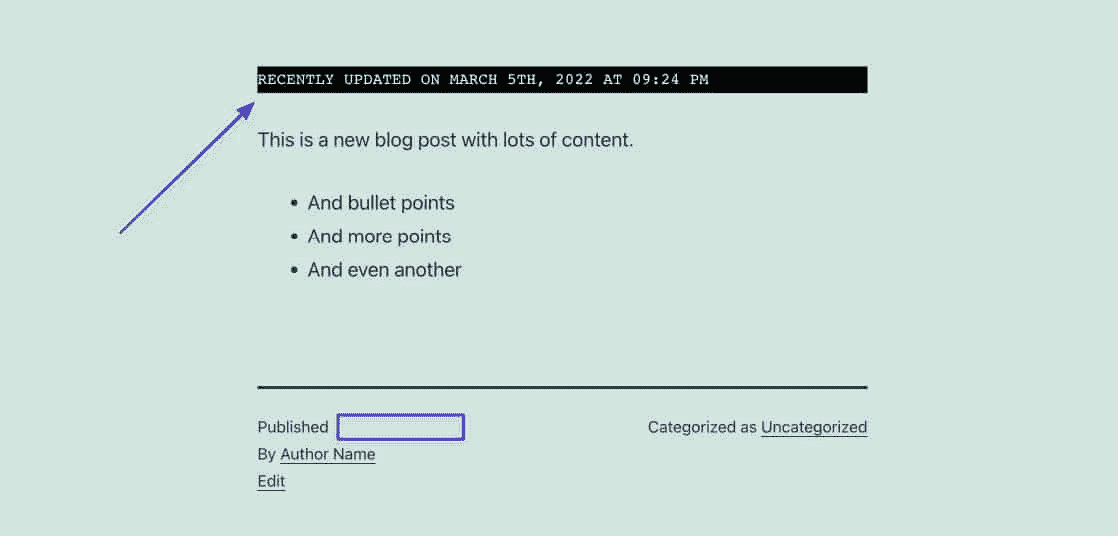 RECENTLY UPDATED ON MARCH 5TH, 2022 AT 09:24 PM
This is a new blog post with lots of content.
And bullet points
And more points
And even another
Published
Categorized as Uncategorized
By Author Name
Edit